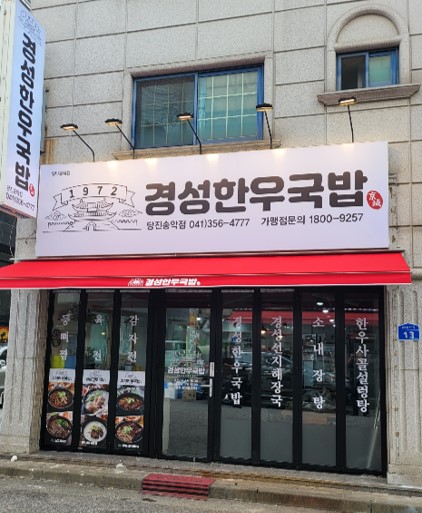 경성한우국밥
1972
경성한우국밥
당진송악점 041)356-4777 가맹점문의 1800-9257
경성한우국밥
육전
감자전
경성한우국밥
경성한우국밥
경성선지해장국
소내장탕
한우사골설렁탕
13